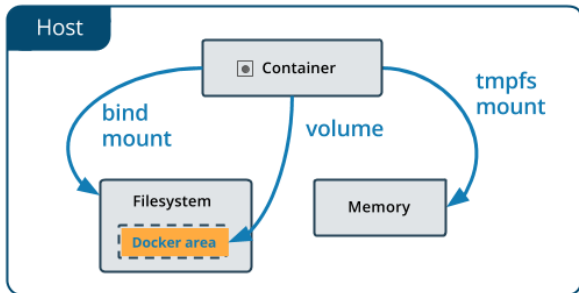 Host
Container
bind
mount
volume
tmpfs
mount
Filesystem
Memory
Docker area